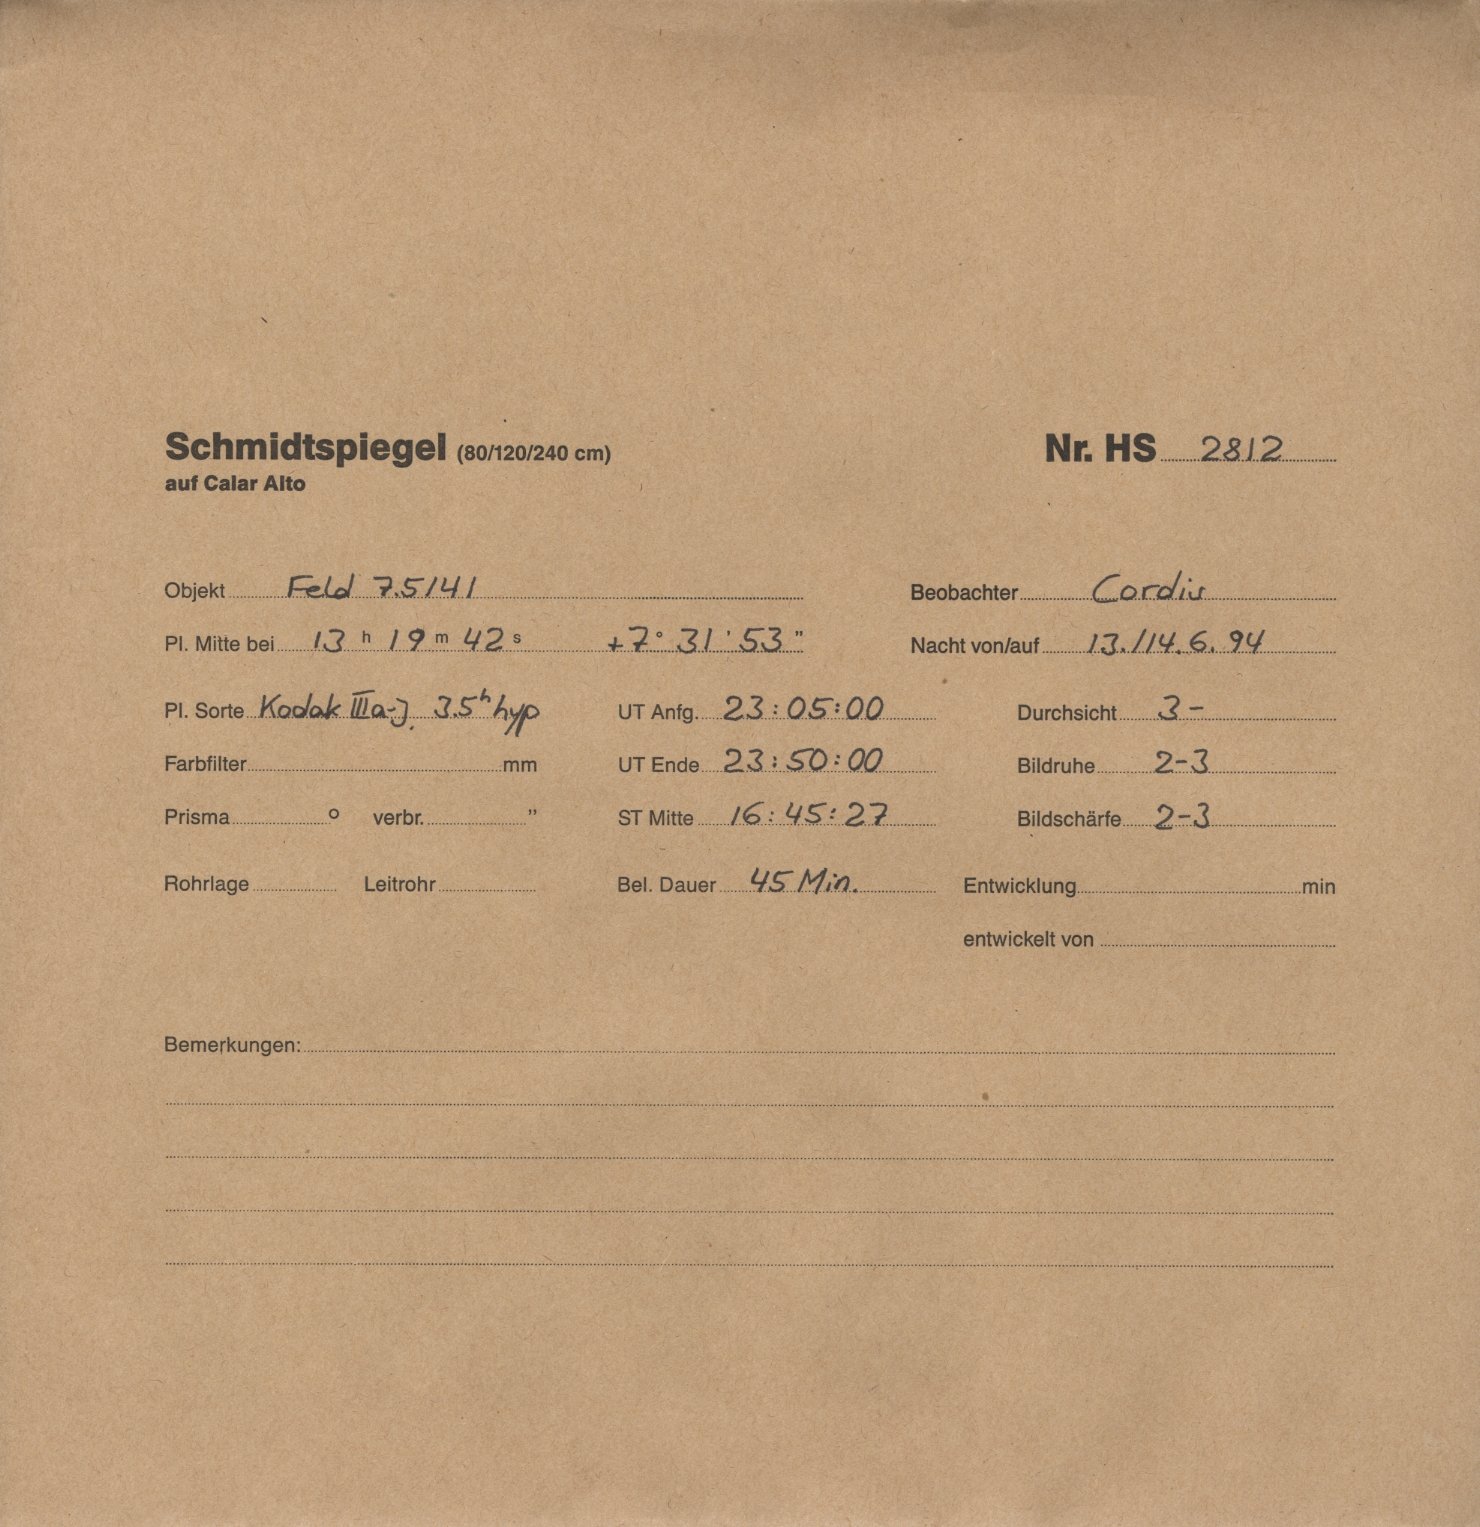 Schmidtspiegel (80/120/240 cm)
auf Calar Alto
Nr. HS 2812
Objekt Feld 7.5/41
Beobachter Cordis
Pl. Mitte bei 13 h 19 m 42 s +7° 31' 53"
Nacht von/auf 13./14.6.94
Pl. Sorte Kodak IIIa-J, 3.5h hyp
UT Anfg. 23:05:00
Durchsicht 3-
Farbfilter mm
UT Ende 23:50:00
Bildruhe 2-3
Prisma ° verbr. "
ST Mitte 16:45:27
Bildschärfe 2-3
Rohrlage Leitrohr
Bel. Dauer 45 Min.
Entwicklung min
entwickelt von
Bemerkungen: